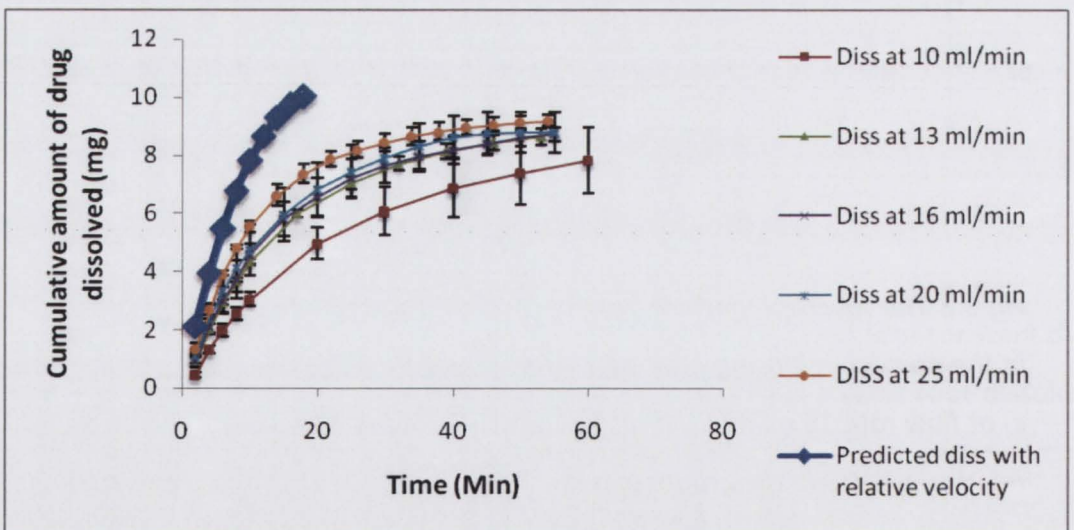 Cumulative amount of drug
dissolved (mg)
12
10
8
6
4
2
0
0
20
40
60
80
Time (Min)
Diss at 10 ml/min
Diss at 13 ml/min
Diss at 16 ml/min
Diss at 20 ml/min
DISS at 25 ml/min
Predicted diss with
relative velocity